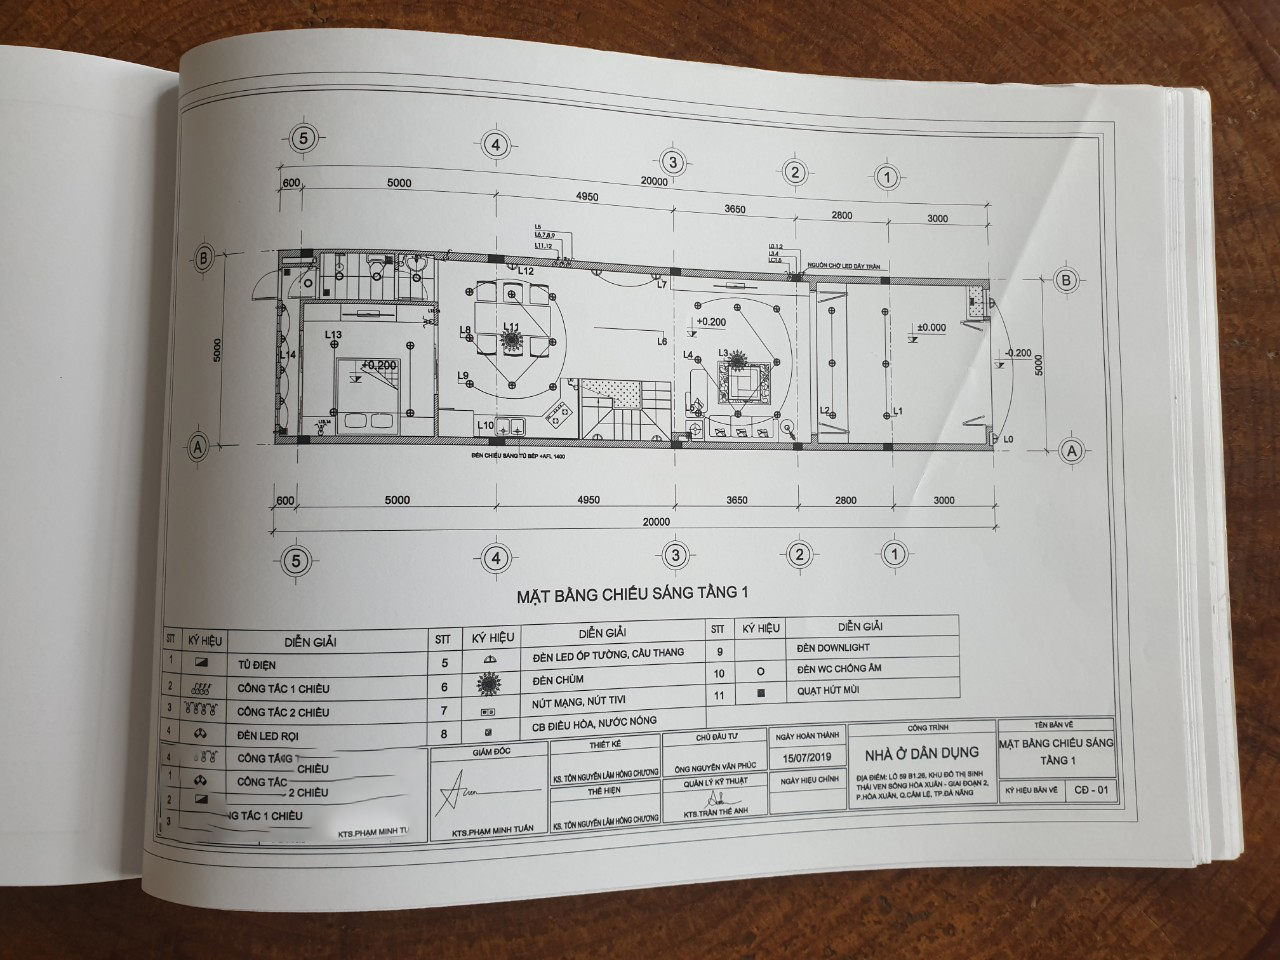 5
4
3
2
1
20000
600
5000
4950
3650
2800
3000
L11,12
NGUỒN CHỜ LED DÂY TRẦN
B
B
L12
L7
L13
L8
L11
L6
+0.200
±0.000
-0.200
5000
5000
L14
+0.200
L4
L3
L9
L2
L1
L10
L0
A
A
ĐÈN CHIẾU SÁNG TỦ BẾP +AFL 1400
600
5000
4950
3650
2800
3000
20000
5
4
3
2
1
MẶT BẰNG CHIẾU SÁNG TẦNG 1
STT KÝ HIỆU DIỄN GIẢI STT KÝ HIỆU DIỄN GIẢI STT KÝ HIỆU DIỄN GIẢI
1 TỦ ĐIỆN 5 ĐÈN LED ỐP TƯỜNG, CẦU THANG 9 ĐÈN DOWNLIGHT
2 CÔNG TẮC 1 CHIỀU 6 ĐÈN CHÙM 10 ĐÈN WC CHỐNG ẨM
3 CÔNG TẮC 2 CHIỀU 7 NÚT MẠNG, NÚT TIVI 11 QUẠT HÚT MÙI
4 ĐÈN LED RỌI 8 CB ĐIỀU HÒA, NƯỚC NÓNG
4 CÔNG
CHIỀU
1 CÔNG TẮC
2 CHIỀU
2
3 TẮC 1 CHIỀU
KTS.PHẠM MINH
GIÁM ĐỐC
KTS.PHẠM MINH TUẤN
THIẾT KẾ
KS. TÔN NGUYỄN LÂM HỒNG CHƯƠNG
THỂ HIỆN
KS. TÔN NGUYỄN LÂM HỒNG CHƯƠNG
CHỦ ĐẦU TƯ
ÔNG NGUYỄN VĂN PHÚC
QUẢN LÝ KỸ THUẬT
KTS.TRẦN THẾ ANH
NGÀY HOÀN THÀNH
15/07/2019
NGÀY HIỆU CHỈNH
CÔNG TRÌNH
NHÀ Ở DÂN DỤNG
ĐỊA ĐIỂM: LÔ 59 B1.26, KHU ĐÔ THỊ SINH
THÁI VEN SÔNG HÒA XUÂN - GIAI ĐOẠN 2,
P.HÒA XUÂN, Q.CẨM LỆ, TP.ĐÀ NẴNG
TÊN BẢN VẼ
MẶT BẰNG CHIẾU SÁNG
TẦNG 1
KÝ HIỆU BẢN VẼ CĐ - 01